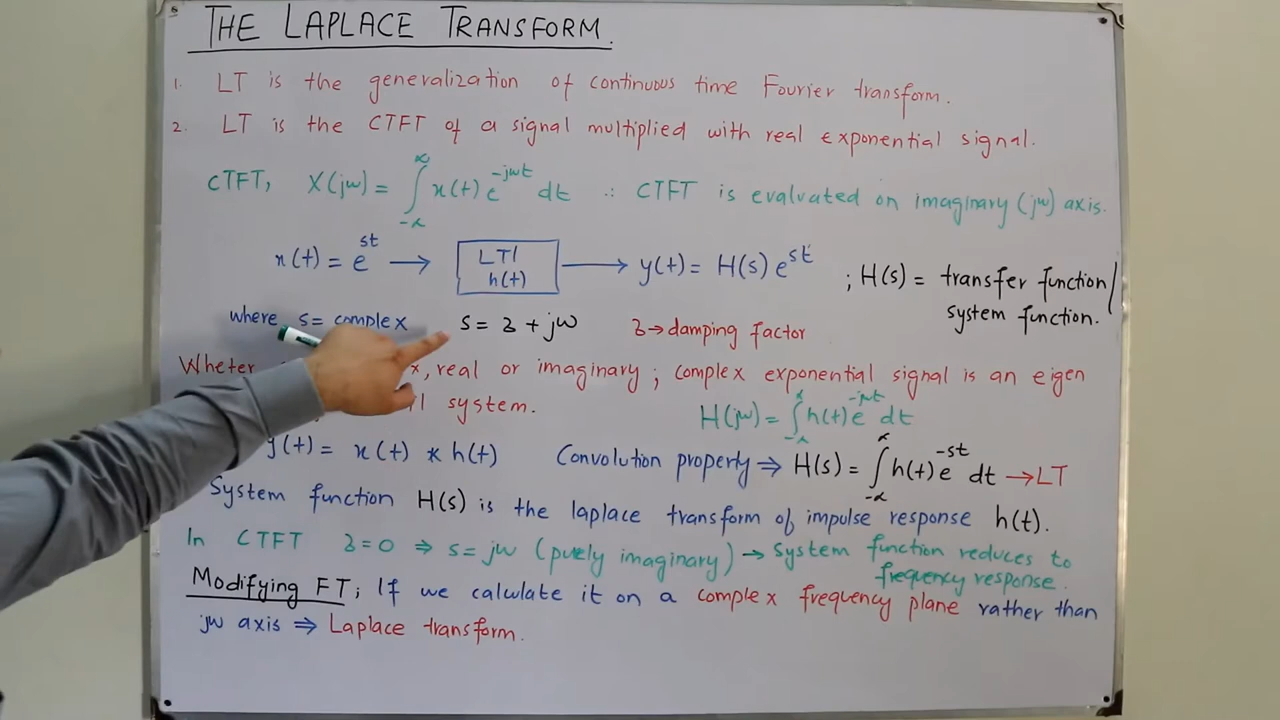 THE LAPLACE TRANSFORM.
1. LT is the generalization of continuous time Fourier transform.
2. LT is the CTFT of a signal multiplied with real exponential signal.
CTFT, X(jω) = ∫_{-∞}^{∞} x(t) e^{-jωt} dt ∴ CTFT is evaluated on imaginary (jω) axis.
x(t) = e^{st} → LTI h(t) → y(t) = H(s) e^{st} ; H(s) = transfer function/
system function.
where s = complex s = 3 + jω 3→damping factor
Wheter x, real or imaginary; complex exponential signal is an eigen
system.
H(jω) = ∫_{-∞}^{∞} h(t) e^{-jωt} dt
y(t) = x(t) * h(t) Convolution property ⇒ H(s) = ∫_{-∞}^{∞} h(t) e^{-st} dt → LT
System function H(s) is the laplace transform of impulse response h(t).
In CTFT 3=0 ⇒ s=jω (purely imaginary) → System function reduces to
frequency response.
Modifying FT; If we calculate it on a complex frequency plane rather than
jω axis ⇒ Laplace transform.